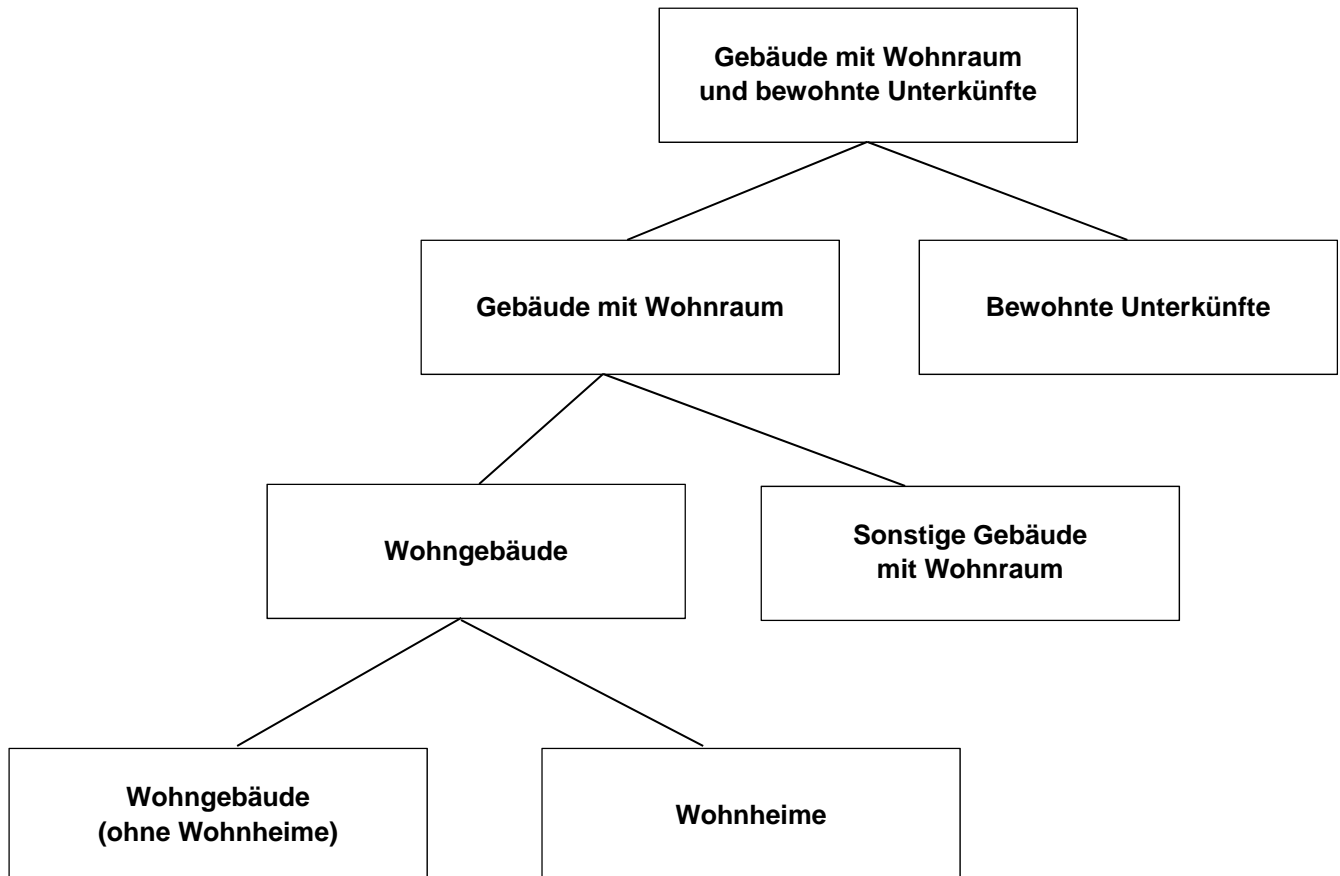 Gebäude mit Wohnraum
und bewohnte Unterkünfte
Gebäude mit Wohnraum
Bewohnte Unterkünfte
Wohngebäude
Sonstige Gebäude
mit Wohnraum
Wohngebäude
(ohne Wohnheime)
Wohnheime